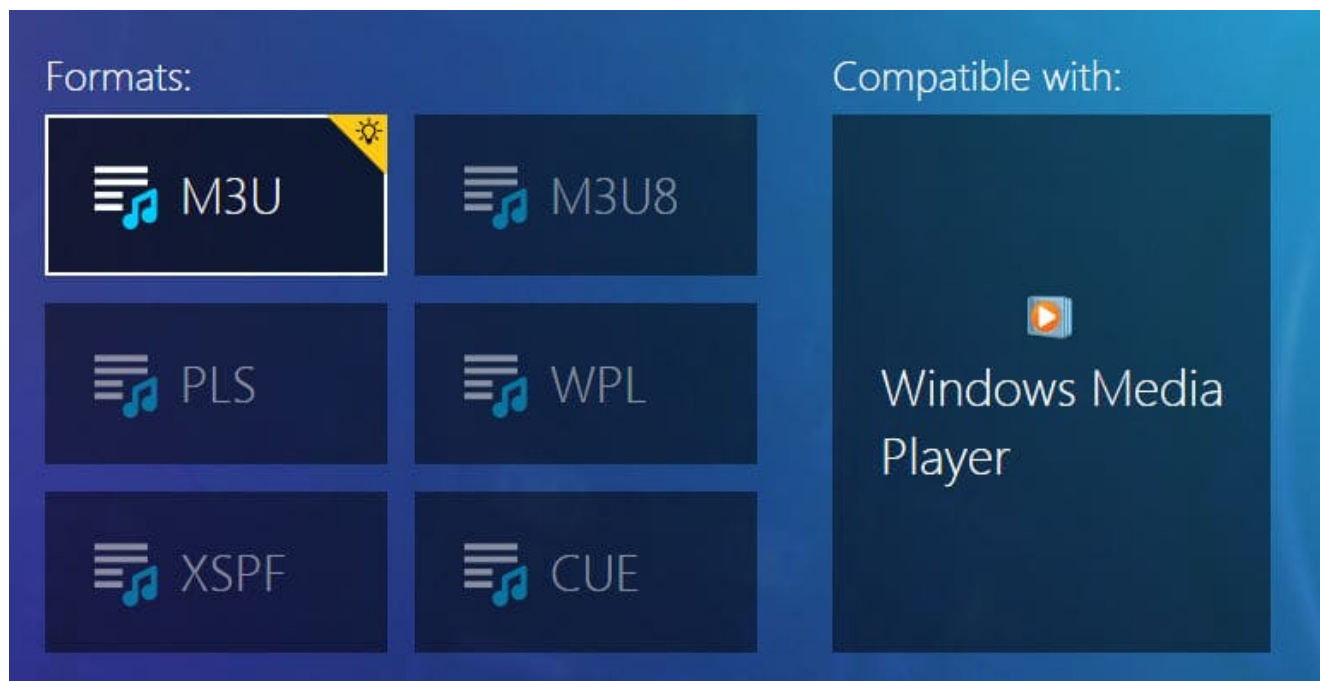 Formats:
M3U
M3U8
PLS
WPL
XSPF
CUE
Compatible with:
Windows Media
Player